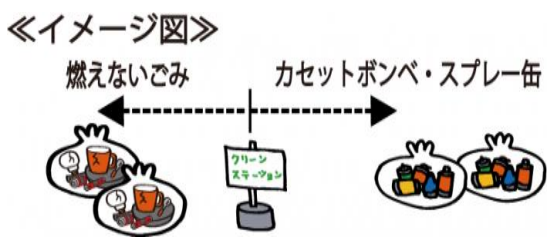 ≪イメージ図≫
燃えないごみ
カセットボンベ・スプレー缶
クリーン
ステーション